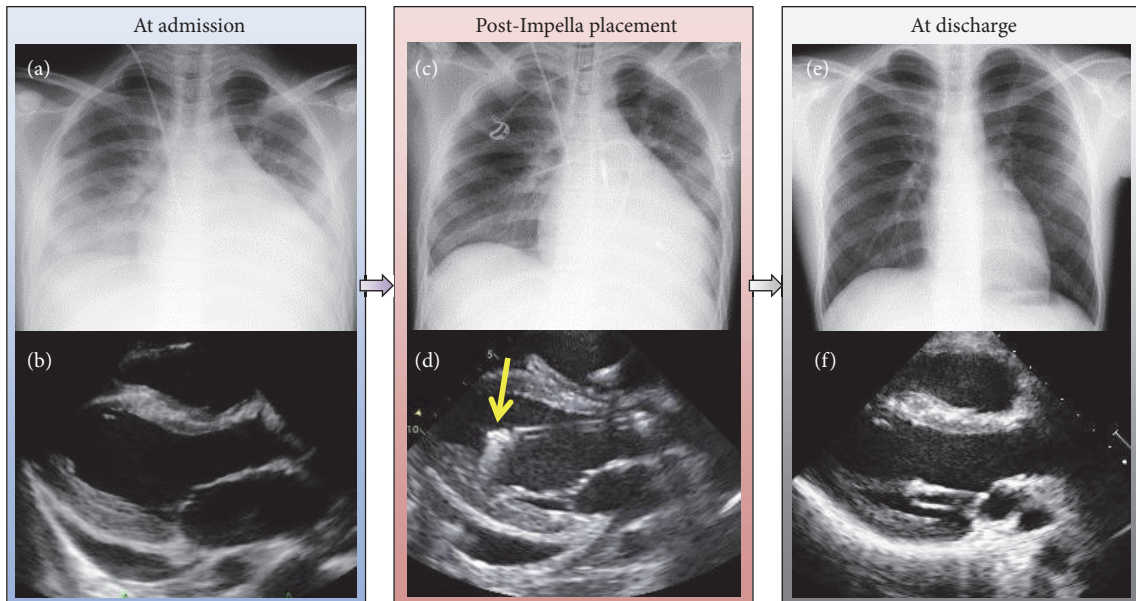 At admission
Post-Impella placement
At discharge
(a)
(c)
(e)
(b)
(d)
(f)
5
10